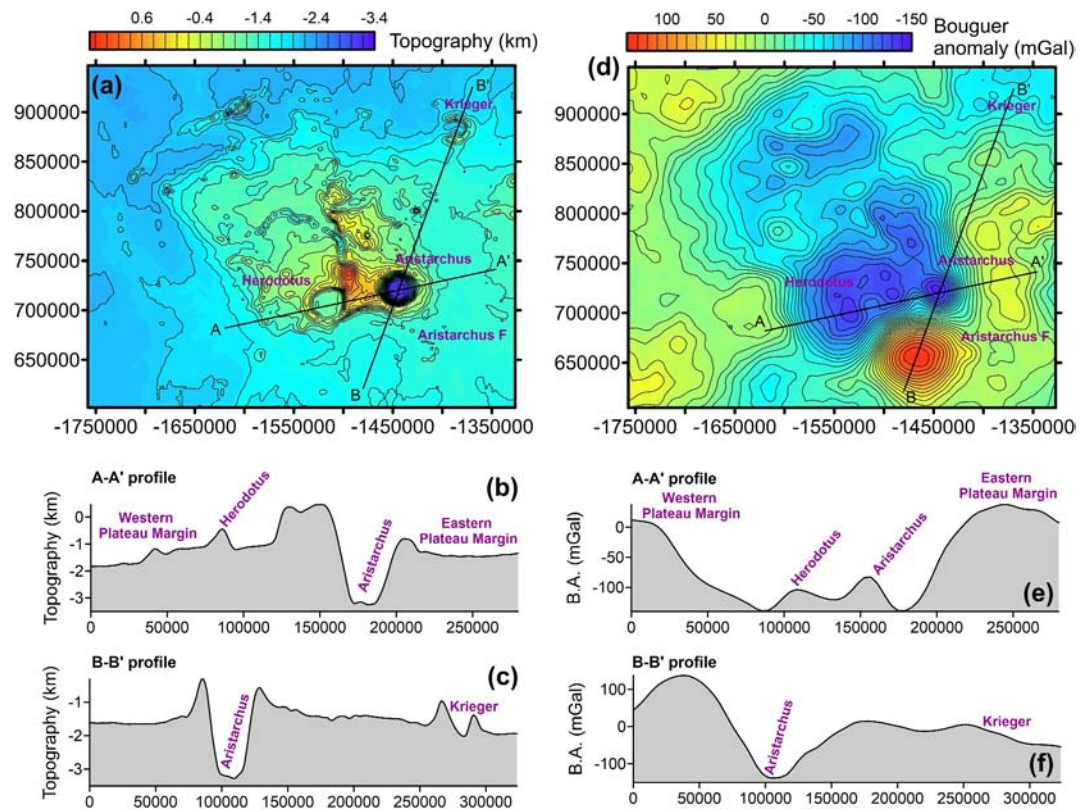 0.6 -0.4 -1.4 -2.4 -3.4
Topography (km)
(a)
B'
Krieger
900000
850000
800000
750000
700000
650000
Aristarchus
A'
Herodotus
A
Aristarchus F
B
-1750000 -1650000 -1550000 -1450000 -1350000
100 50 0 -50 -100 -150
Bouguer
anomaly (mGal)
(d)
B'
Krieger
900000
850000
800000
750000
700000
650000
Aristarchus
A'
Herodotus
A
Aristarchus F
B
-1750000 -1650000 -1550000 -1450000 -1350000
A-A' profile
(b)
Topography (km)
0
-1
-2
-3
Western
Plateau Margin
Herodotus
Aristarchus
Eastern
Plateau Margin
0 50000 100000 150000 200000 250000
B-B' profile
(c)
Topography (km)
-1
-2
-3
Aristarchus
Krieger
0 50000 100000 150000 200000 250000 300000
A-A' profile
(e)
B.A. (mGal)
0
-50
-100
Western
Plateau Margin
Herodotus
Aristarchus
Eastern
Plateau Margin
0 50000 100000 150000 200000 250000
B-B' profile
(f)
B.A. (mGal)
100
0
-100
Aristarchus
Krieger
0 50000 100000 150000 200000 250000 300000